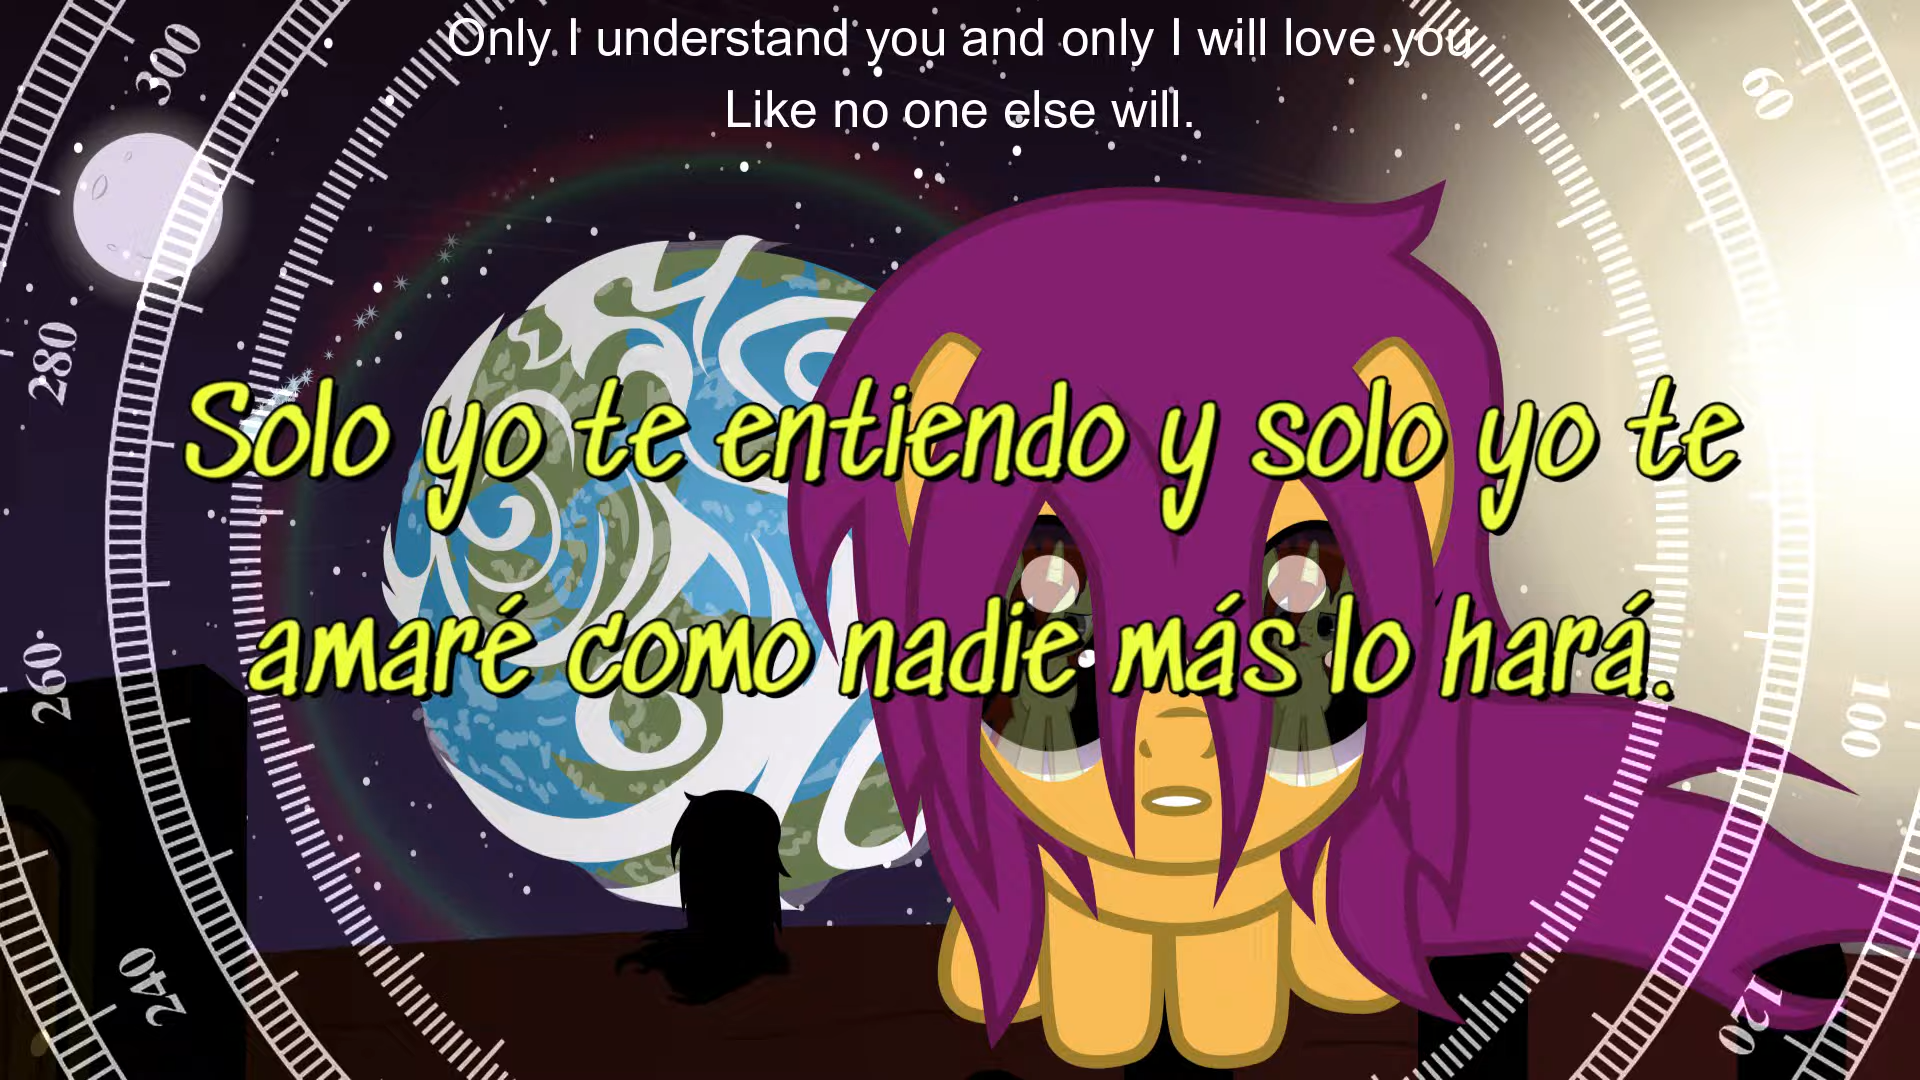 Only I understand you and only I will love you
Like no one else will.
Solo yo te entiendo y solo yo te
amaré como nadie más lo hará.
300
280
260
240
60
100
120